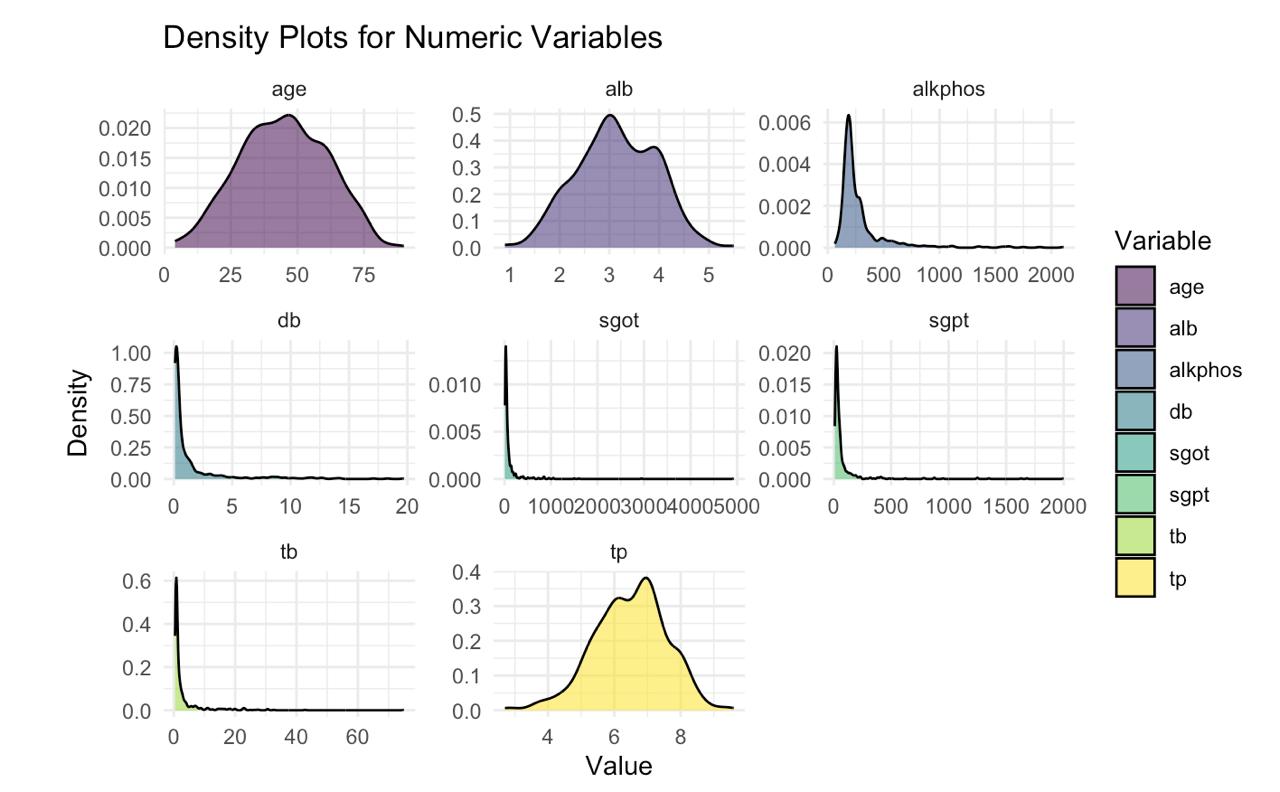 Density Plots for Numeric Variables
age
alb
alkphos
0.020
0.015
0.010
0.005
0.000
0 25 50 75
0.5
0.4
0.3
0.2
0.1
0.0
1 2 3 4 5
0.006
0.004
0.002
0.000
0 500 1000 1500 2000
db
sgot
sgpt
Density
1.00
0.75
0.50
0.25
0.00
0 5 10 15 20
0.010
0.005
0.000
0 1000 2000 3000 4000 5000
0.020
0.015
0.010
0.005
0.000
0 500 1000 1500 2000
tb
tp
0.6
0.4
0.2
0.0
0 20 40 60
0.4
0.3
0.2
0.1
0.0
4 6 8
Value
Variable
age
alb
alkphos
db
sgot
sgpt
tb
tp